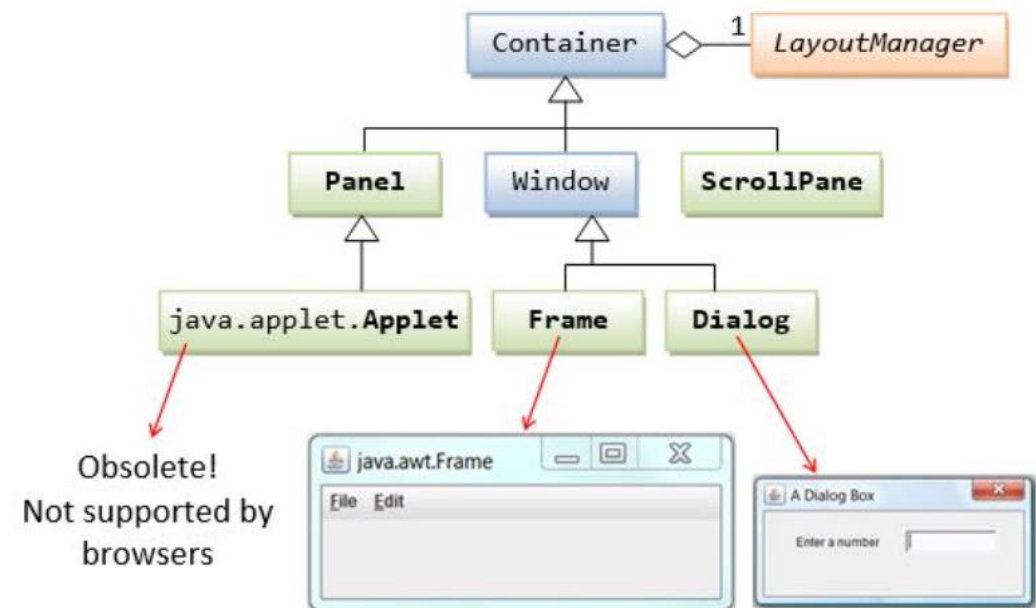 Container
1
LayoutManager
Panel
Window
ScrollPane
java.applet.Applet
Frame
Dialog
Obsolete!
Not supported by
browsers
java.awt.Frame
File Edit
A Dialog Box
Enter a number